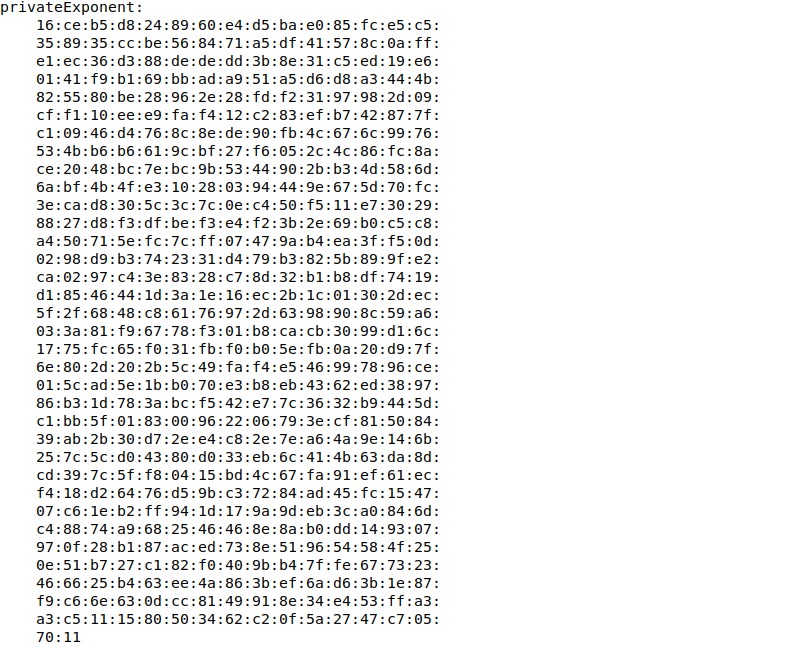 privateExponent:
16:ce:b5:d8:24:89:60:e4:d5:ba:e0:85:fc:e5:c5:
35:89:35:cc:be:56:84:71:a5:df:41:57:8c:0a:ff:
e1:ec:36:d3:88:de:de:dd:3b:8e:31:c5:ed:19:e6:
01:41:f9:b1:69:bb:ad:a9:51:a5:d6:d8:a3:44:4b:
82:55:80:be:28:96:2e:28:fd:f2:31:97:98:2d:09:
cf:f1:10:ee:e9:fa:f4:12:c2:83:ef:b7:42:87:7f:
c1:09:46:d4:76:8c:8e:de:90:fb:4c:67:6c:99:76:
53:4b:b6:b6:61:9c:bf:27:f6:05:2c:4c:86:fc:8a:
ce:20:48:bc:7e:bc:9b:53:44:90:2b:b3:4d:58:6d:
6a:bf:4b:4f:e3:10:28:03:94:44:9e:67:5d:70:fc:
3e:ca:d8:30:5c:3c:7c:0e:c4:50:f5:11:e7:30:29:
88:27:d8:f3:df:be:f3:e4:f2:3b:2e:69:b0:c5:c8:
a4:50:71:5e:fc:7c:ff:07:47:9a:b4:ea:3f:f5:0d:
02:98:d9:b3:74:23:31:d4:79:b3:82:5b:89:9f:e2:
ca:02:97:c4:3e:83:28:c7:8d:32:b1:b8:df:74:19:
d1:85:46:44:1d:3a:1e:16:ec:2b:1c:01:30:2d:ec:
5f:2f:68:48:c8:61:76:97:2d:63:98:90:8c:59:a6:
03:3a:81:f9:67:78:f3:01:b8:ca:cb:30:99:d1:6c:
17:75:fc:65:f0:31:fb:f0:b0:5e:fb:0a:20:d9:7f:
6e:80:2d:20:2b:5c:49:fa:f4:e5:46:99:78:96:ce:
01:5c:ad:5e:1b:b0:70:e3:b8:eb:43:62:ed:38:97:
86:b3:1d:78:3a:bc:f5:42:e7:7c:36:32:b9:44:5d:
c1:bb:5f:01:83:00:96:22:06:79:3e:cf:81:50:84:
39:ab:2b:30:d7:2e:e4:c8:2e:7e:a6:4a:9e:14:6b:
25:7c:5c:d0:43:80:d0:33:eb:6c:41:4b:63:da:8d:
cd:39:7c:5f:f8:04:15:bd:4c:67:fa:91:ef:61:ec:
f4:18:d2:64:76:d5:9b:c3:72:84:ad:45:fc:15:47:
07:c6:1e:b2:ff:94:1d:17:9a:9d:eb:3c:a0:84:6d:
c4:88:74:a9:68:25:46:46:8e:8a:b0:dd:14:93:07:
97:0f:28:b1:87:ac:ed:73:8e:51:96:54:58:4f:25:
0e:51:b7:27:c1:82:f0:40:9b:b4:7f:fe:67:73:23:
46:66:25:b4:63:ee:4a:86:3b:ef:6a:d6:3b:1e:87:
f9:c6:6e:63:0d:cc:81:49:91:8e:34:e4:53:ff:a3:
a3:c5:11:15:80:50:34:62:c2:0f:5a:27:47:c7:05:
70:11